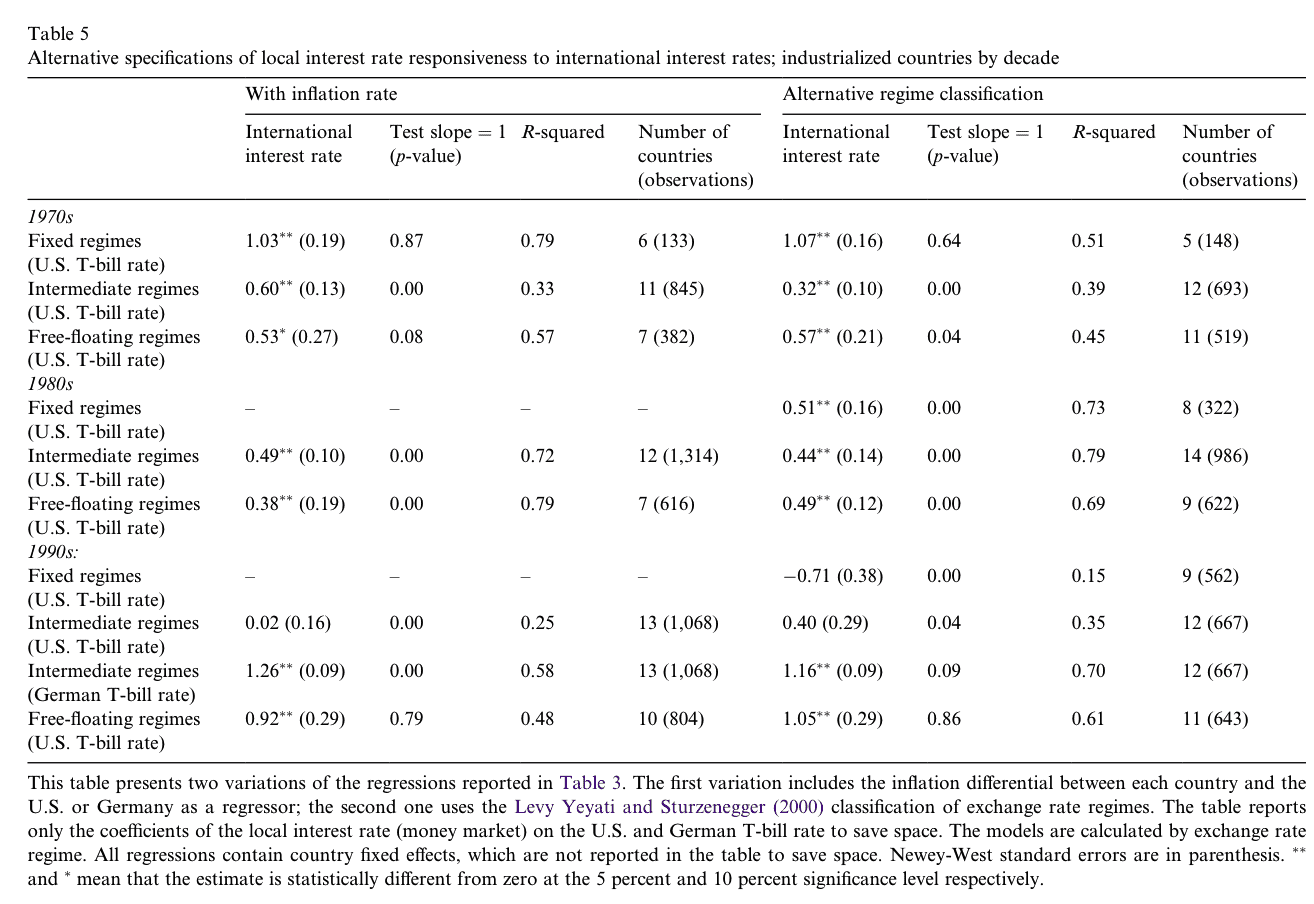 Table 5
Alternative specifications of local interest rate responsiveness to international interest rates; industrialized countries by decade
With inflation rate Alternative regime classification
International Test slope = 1 R-squared Number of International Test slope = 1 R-squared Number of
interest rate (p-value) countries interest rate (p-value) countries
(observations) (observations)
1970s
Fixed regimes 1.03** (0.19) 0.87 0.79 6 (133) 1.07** (0.16) 0.64 0.51 5 (148)
(U.S. T-bill rate)
Intermediate regimes 0.60** (0.13) 0.00 0.33 11 (845) 0.32** (0.10) 0.00 0.39 12 (693)
(U.S. T-bill rate)
Free-floating regimes 0.53* (0.27) 0.08 0.57 7 (382) 0.57** (0.21) 0.04 0.45 11 (519)
(U.S. T-bill rate)
1980s
Fixed regimes – – – – 0.51** (0.16) 0.00 0.73 8 (322)
(U.S. T-bill rate)
Intermediate regimes 0.49** (0.10) 0.00 0.72 12 (1,314) 0.44** (0.14) 0.00 0.79 14 (986)
(U.S. T-bill rate)
Free-floating regimes 0.38** (0.19) 0.00 0.79 7 (616) 0.49** (0.12) 0.00 0.69 9 (622)
(U.S. T-bill rate)
1990s:
Fixed regimes – – – – −0.71 (0.38) 0.00 0.15 9 (562)
(U.S. T-bill rate)
Intermediate regimes 0.02 (0.16) 0.00 0.25 13 (1,068) 0.40 (0.29) 0.04 0.35 12 (667)
(U.S. T-bill rate)
Intermediate regimes 1.26** (0.09) 0.00 0.58 13 (1,068) 1.16** (0.09) 0.09 0.70 12 (667)
(German T-bill rate)
Free-floating regimes 0.92** (0.29) 0.79 0.48 10 (804) 1.05** (0.29) 0.86 0.61 11 (643)
(U.S. T-bill rate)
This table presents two variations of the regressions reported in Table 3. The first variation includes the inflation differential between each country and the
U.S. or Germany as a regressor; the second one uses the Levy Yeyati and Sturzenegger (2000) classification of exchange rate regimes. The table reports
only the coefficients of the local interest rate (money market) on the U.S. and German T-bill rate to save space. The models are calculated by exchange rate
regime. All regressions contain country fixed effects, which are not reported in the table to save space. Newey-West standard errors are in parenthesis. **
and * mean that the estimate is statistically different from zero at the 5 percent and 10 percent significance level respectively.